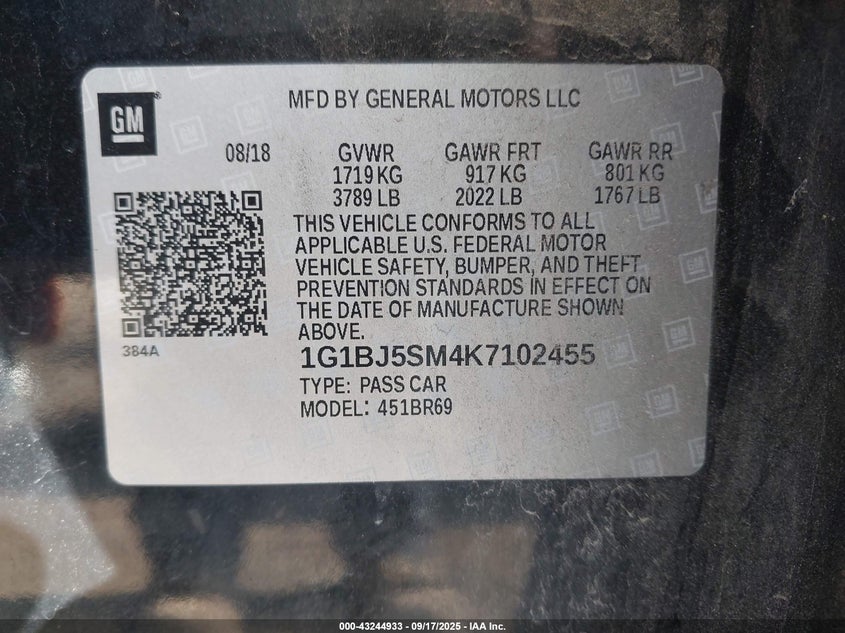 GM
MFD BY GENERAL MOTORS LLC
08/18
GVWR GAWR FRT GAWR RR
1719 KG 917 KG 801 KG
3789 LB 2022 LB 1767 LB
THIS VEHICLE CONFORMS TO ALL
APPLICABLE U.S. FEDERAL MOTOR
VEHICLE SAFETY, BUMPER, AND THEFT
PREVENTION STANDARDS IN EFFECT ON
THE DATE OF MANUFACTURE SHOWN
ABOVE.
384A
1G1BJ5SM4K7102455
TYPE: PASS CAR
MODEL: 451BR69
000-43244933 - 09/17/2025 - IAA Inc.